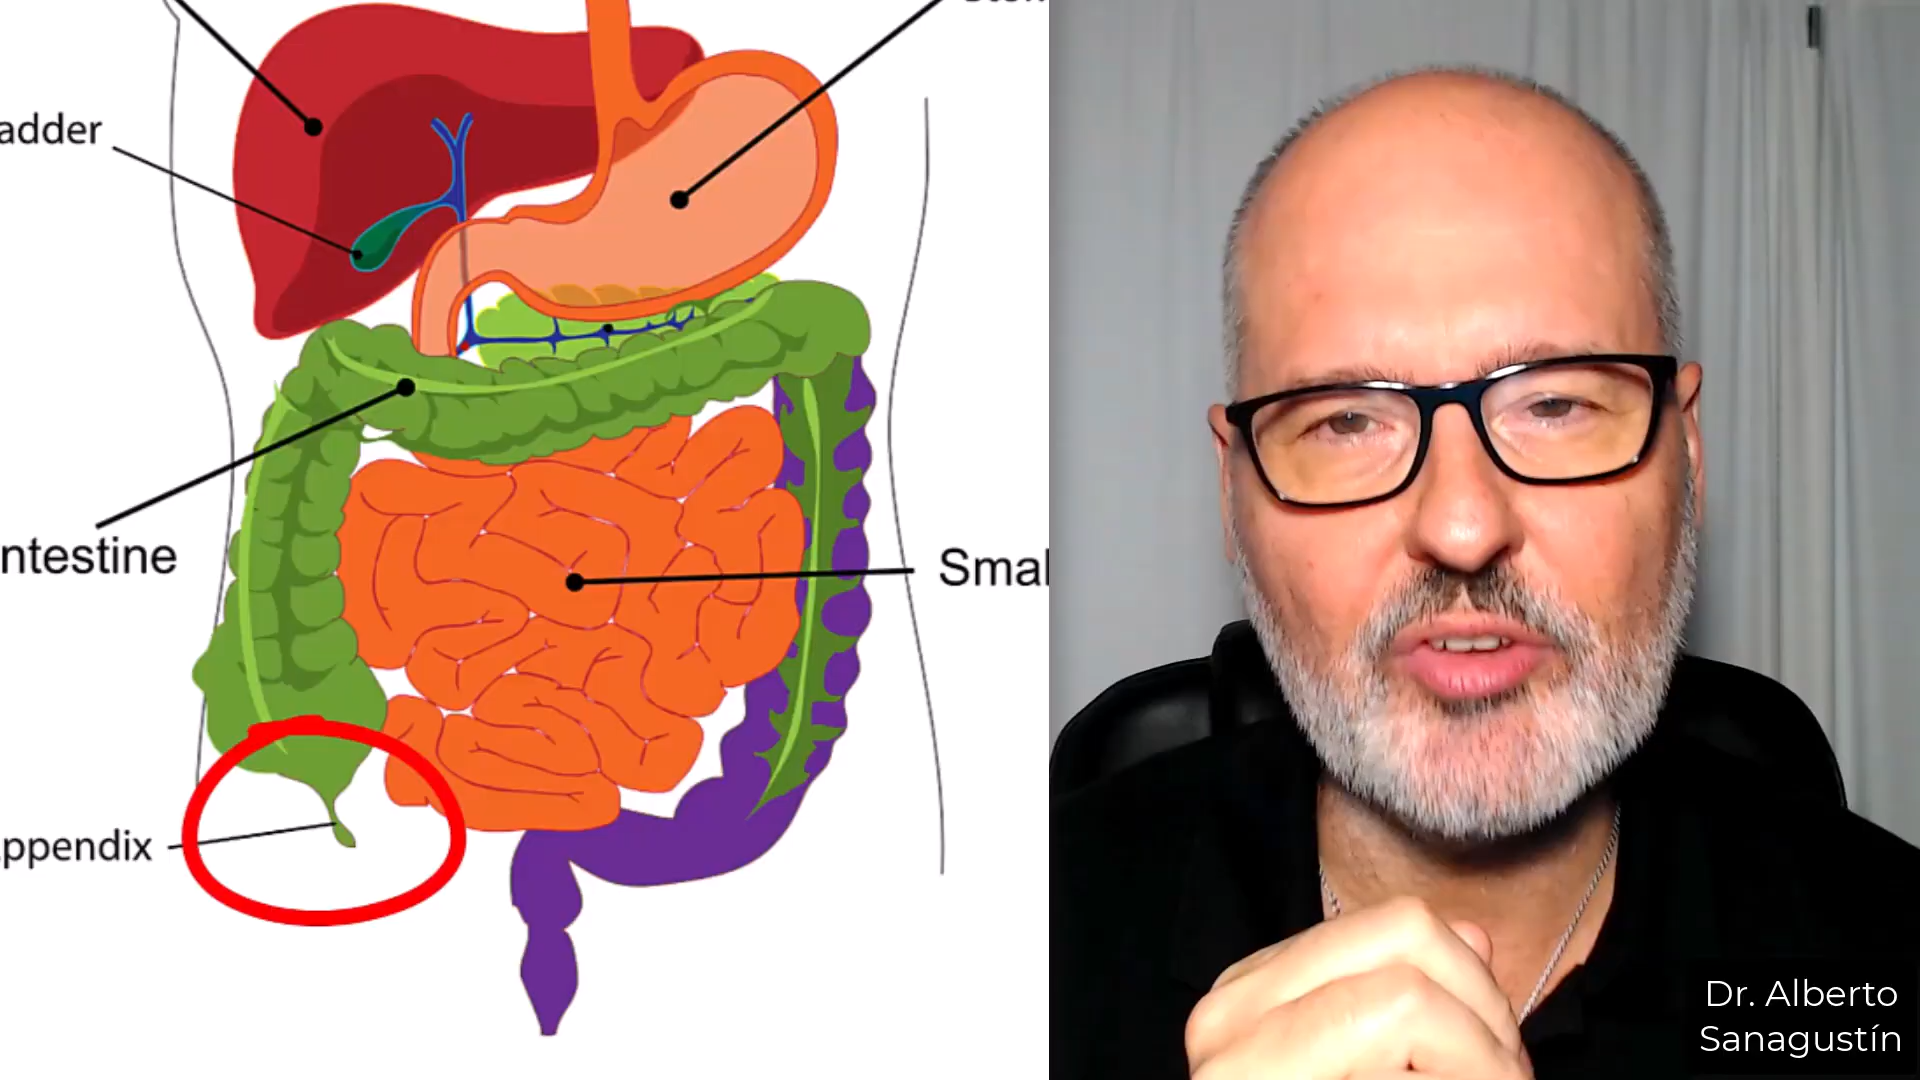 adder
ntestine
Smal
ppendix
Dr. Alberto
Sanagustín